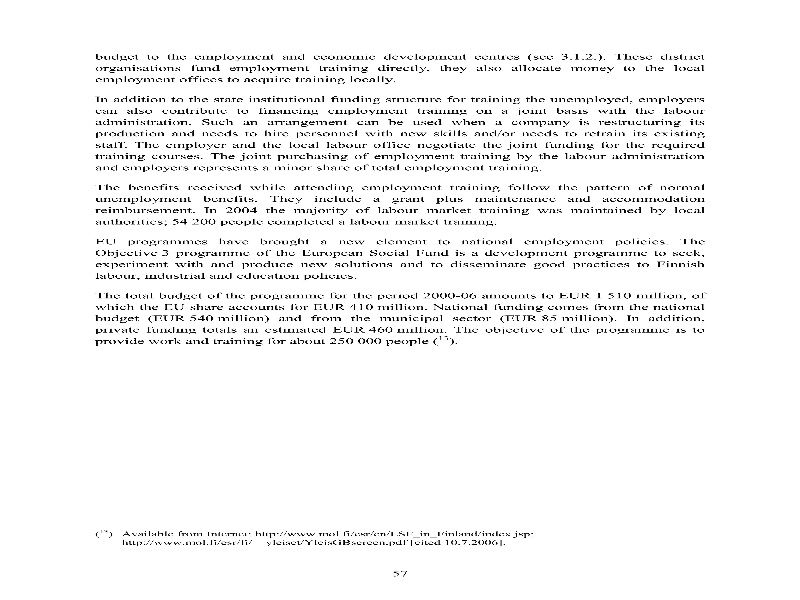 budget to the employment and economic development centres (see 3.1.2.). These district
organisations fund employment training directly, they also allocate money to the local
employment offices to acquire training locally.
In addition to the state institutional funding structure for training the unemployed, employers
can also contribute to financing employment training on a joint basis with the labour
administration. Such an arrangement can be used when a company is restructuring its
production and needs to hire personnel with new skills and/or needs to retrain its existing
staff. The employer and the local labour office negotiate the joint funding for the required
training courses. The joint purchasing of employment training by the labour administration
and employers represents a minor share of total employment training.
The benefits received while attending employment training follow the pattern of normal
unemployment benefits. They include a grant plus maintenance and accommodation
reimbursement. In 2004 the majority of labour market training was maintained by local
authorities; 54 200 people completed a labour market training.
EU programmes have brought a new element to national employment policies. The
Objective 3 programme of the European Social Fund is a development programme to seek,
experiment with and produce new solutions and to disseminate good practices to Finnish
labour, industrial and education policies.
The total budget of the programme for the period 2000-06 amounts to EUR 1 510 million, of
which the EU share accounts for EUR 410 million. National funding comes from the national
budget (EUR 540 million) and from the municipal sector (EUR 85 million). In addition,
private funding totals an estimated EUR 460 million. The objective of the programme is to
provide work and training for about 250 000 people (¹⁵).
Available from Internet: http://www.mol.fi/esr/en/ESF_in_Finland/index.jsp;
http://www.mol.fi/esr/fi/__yleiset/YleisGBscreen.pdf [cited 10.7.2006].
57